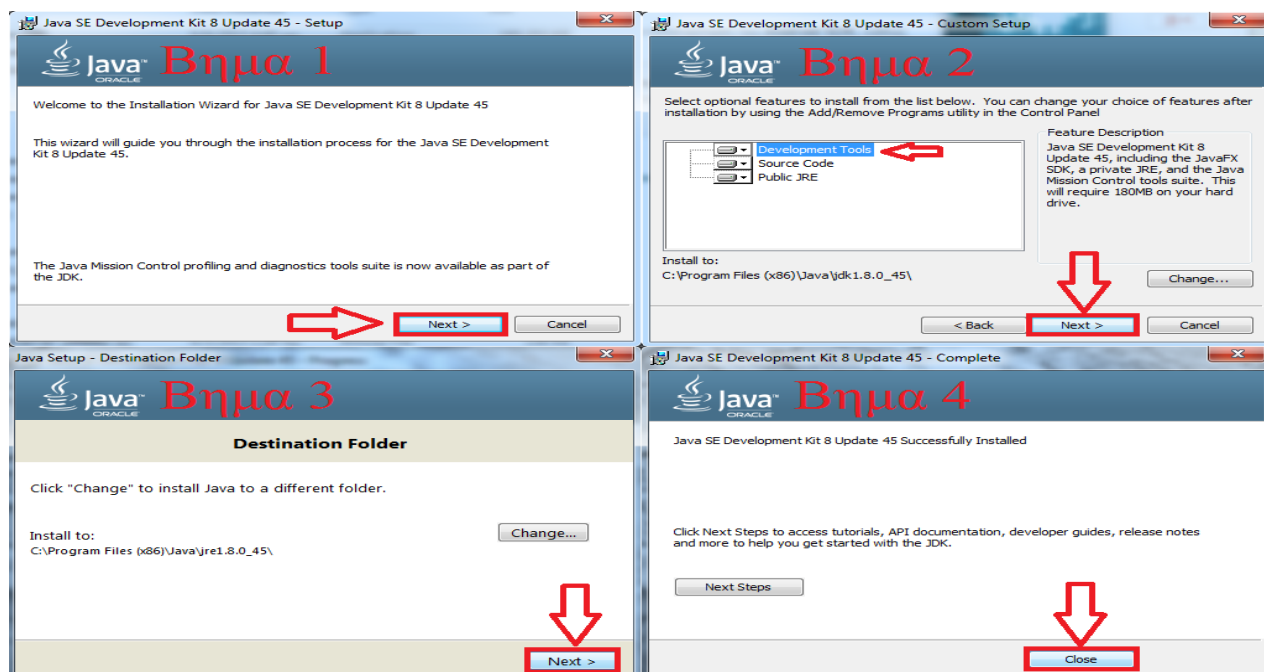 Java SE Development Kit 8 Update 45 - Setup
Java™ Βημα 1
ORACLE
Welcome to the Installation Wizard for Java SE Development Kit 8 Update 45
This wizard will guide you through the installation process for the Java SE Development
Kit 8 Update 45.
The Java Mission Control profiling and diagnostics tools suite is now available as part of
the JDK.
Next >
Cancel
Java SE Development Kit 8 Update 45 - Custom Setup
Java™ Βημα 2
ORACLE
Select optional features to install from the list below. You can change your choice of features after
installation by using the Add/Remove Programs utility in the Control Panel
Development Tools
Source Code
Public JRE
Feature Description
Java SE Development Kit 8
Update 45, including the JavaFX
SDK, a private JRE, and the Java
Mission Control tools suite. This
will require 180MB on your hard
drive.
Install to:
C:\Program Files (x86)\Java\jdk1.8.0_45\
Change...
< Back
Next >
Cancel
Java Setup - Destination Folder
Java™ Βημα 3
ORACLE
Destination Folder
Click "Change" to install Java to a different folder.
Install to:
Change...
C:\Program Files (x86)\Java\jre1.8.0_45\
Next >
Java SE Development Kit 8 Update 45 - Complete
Java™ Βημα 4
ORACLE
Java SE Development Kit 8 Update 45 Successfully Installed
Click Next Steps to access tutorials, API documentation, developer guides, release notes
and more to help you get started with the JDK.
Next Steps
Close